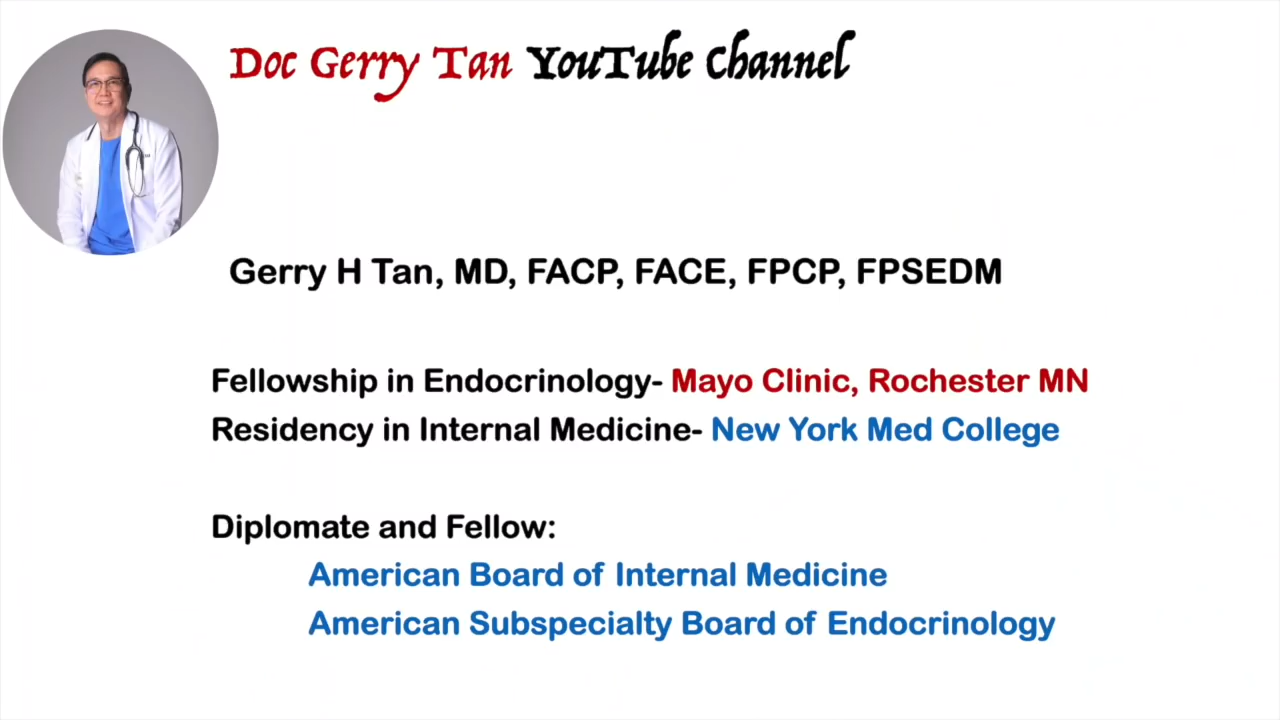 Doc Gerry Tan YouTube Channel
Gerry H Tan, MD, FACP, FACE, FPCP, FPSEDM
Fellowship in Endocrinology- Mayo Clinic, Rochester MN
Residency in Internal Medicine- New York Med College
Diplomate and Fellow:
American Board of Internal Medicine
American Subspecialty Board of Endocrinology